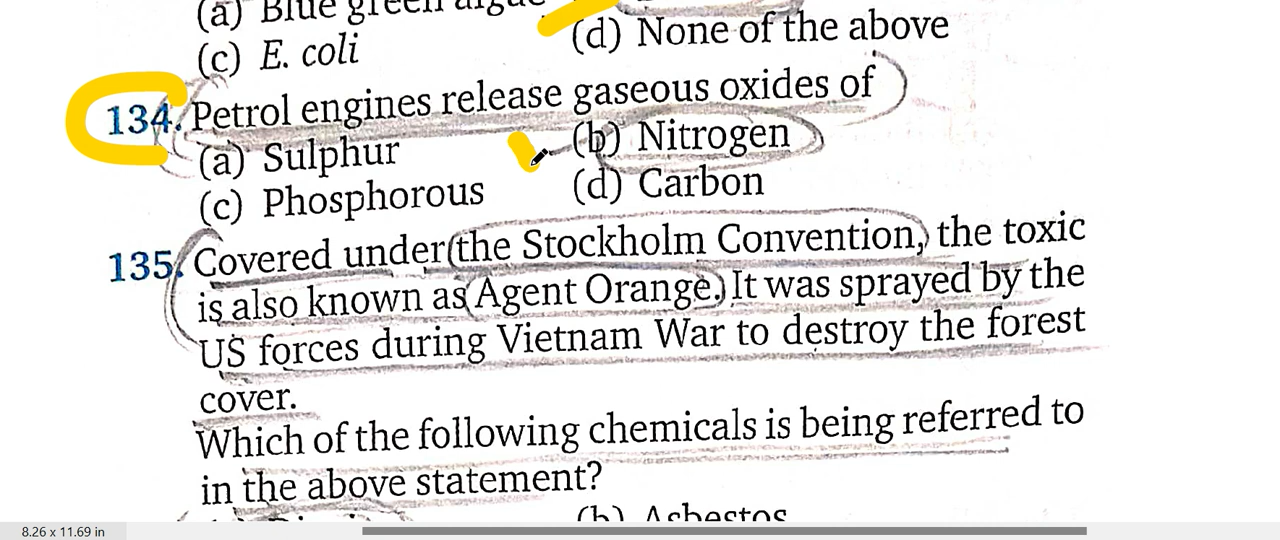 (a) Blue green algae
(c) E. coli
(d) None of the above
134. Petrol engines release gaseous oxides of
(a) Sulphur
(b) Nitrogen
(c) Phosphorous
(d) Carbon
135. Covered under the Stockholm Convention, the toxic
is also known as Agent Orange. It was sprayed by the
US forces during Vietnam War to destroy the forest
cover.
Which of the following chemicals is being referred to
in the above statement?
(b) Asbestos
8.26 x 11.69 in